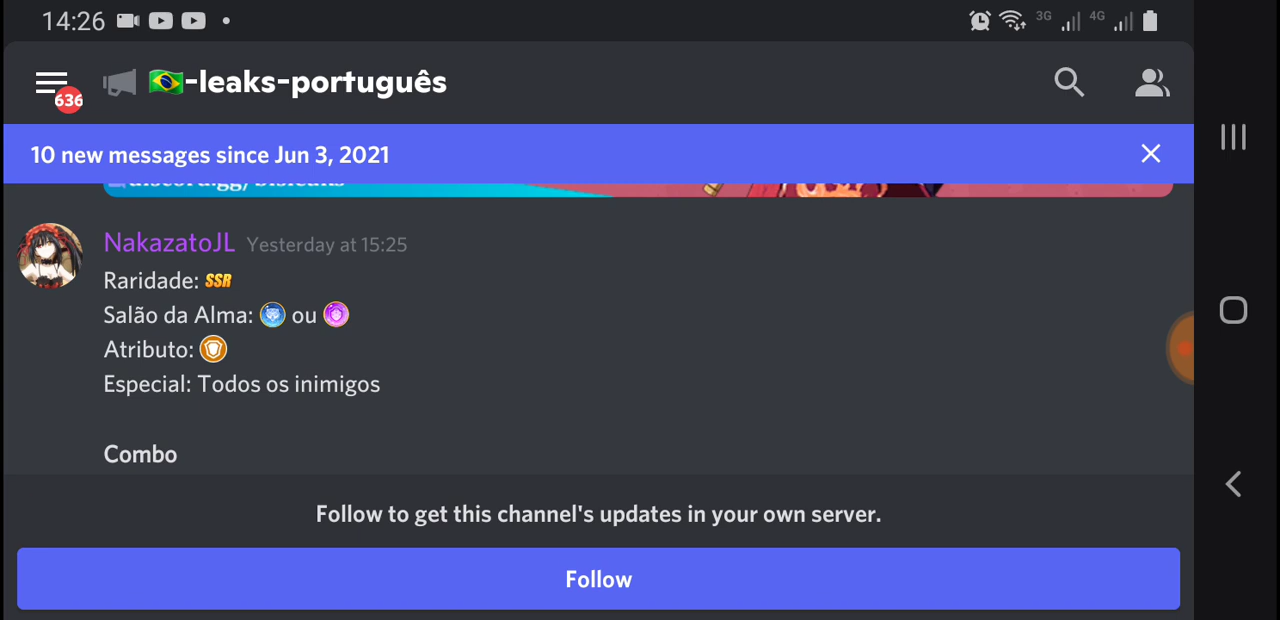 14:26
3G 4G
🇧🇷-leaks-português
636
10 new messages since Jun 3, 2021
NakazatoJL Yesterday at 15:25
Raridade: SSR
Salão da Alma: ou
Atributo:
Especial: Todos os inimigos
Combo
Follow to get this channel's updates in your own server.
Follow